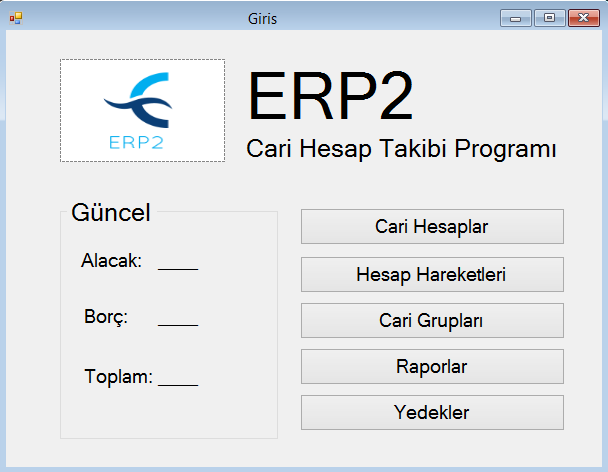 Giris
ERP2
ERP2
Cari Hesap Takibi Programı
Güncel
Alacak: ____
Borç: ____
Toplam: ____
Cari Hesaplar
Hesap Hareketleri
Cari Grupları
Raporlar
Yedekler